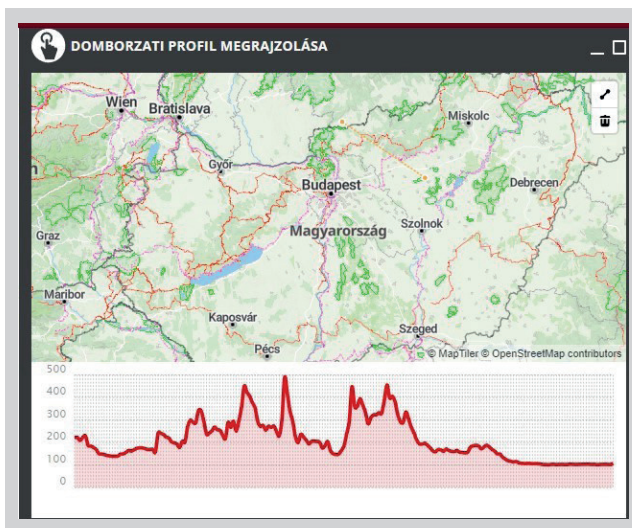 DOMBORZATI PROFIL MEGRAJZOLÁSA
Wien
Bratislava
Miskolc
Győr
Budapest
Debrecen
Magyarország
Szolnok
Graz
Maribor
Kaposvár
Szeged
Pécs
© MapTiler © OpenStreetMap contributors
500
400
300
200
100
0